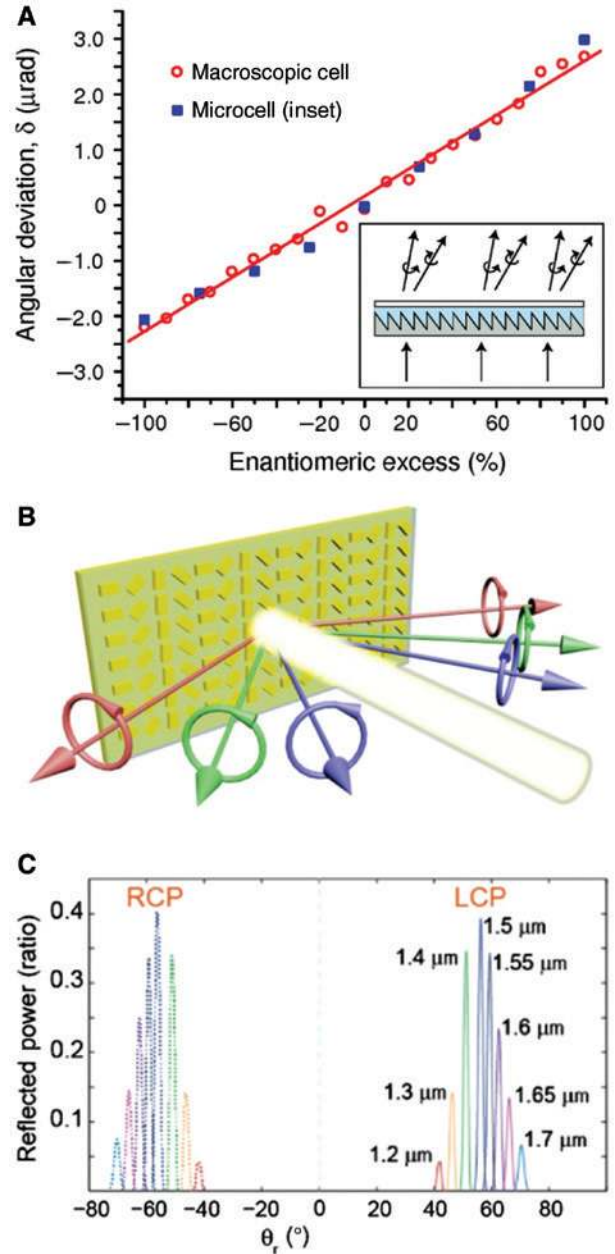 A
Angular deviation, δ (μrad)
3.0
2.0
1.0
0
−1.0
−2.0
−3.0
Macroscopic cell
Microcell (inset)
−100 −60 −20 0 20 60 100
Enantiomeric excess (%)
B
C
Reflected power (ratio)
0.4
0.3
0.2
0.1
RCP LCP
1.5 μm
1.4 μm
1.55 μm
1.6 μm
1.3 μm
1.65 μm
1.2 μm
1.7 μm
−80 −60 −40 −20 0 20 40 60 80
θr (°)